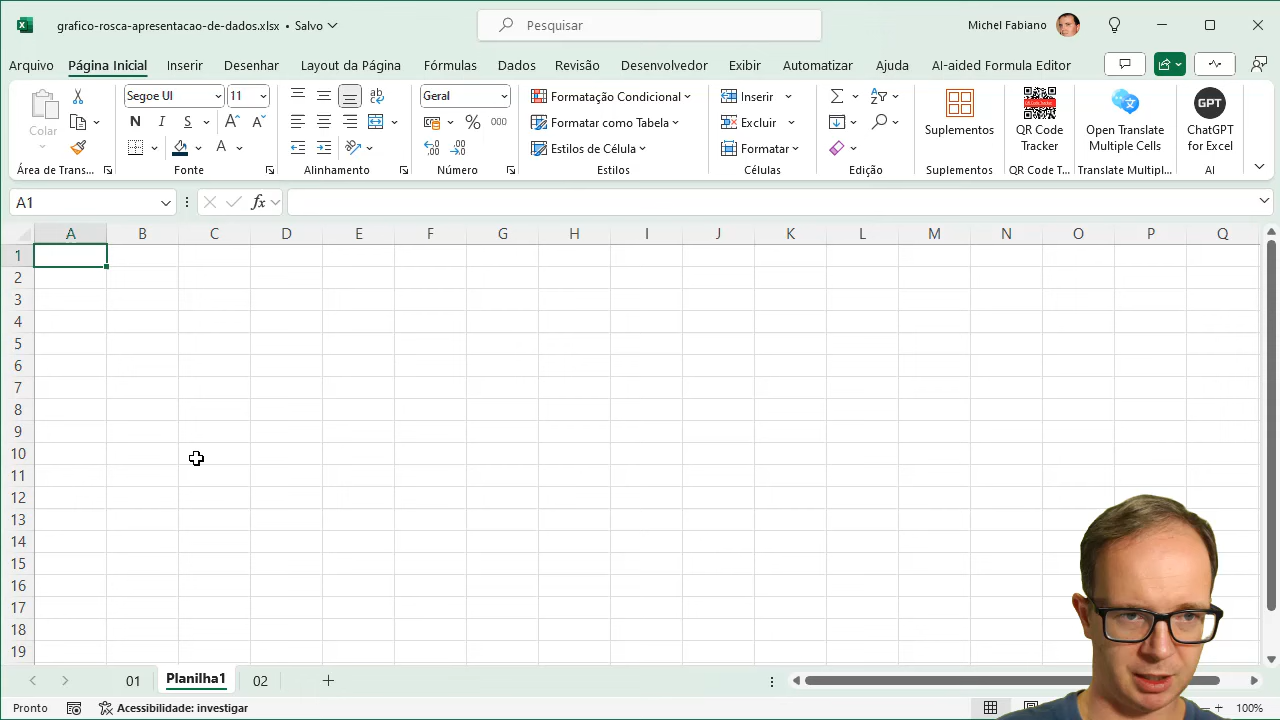 grafico-rosca-apresentacao-de-dados.xlsx • Salvo
Pesquisar
Michel Fabiano
Arquivo Página Inicial Inserir Desenhar Layout da Página Fórmulas Dados Revisão Desenvolvedor Exibir Automatizar Ajuda AI-aided Formula Editor
Colar
Área de Trans...
Segoe UI 11
N I S A A
A
Fonte
ab
Alinhamento
Geral
% 000
Número
Formatação Condicional
Formatar como Tabela
Estilos de Célula
Estilos
Inserir
Excluir
Formatar
Células
Σ
Edição
Suplementos
Suplementos
QR Code
Tracker
QR Code T...
Open Translate
Multiple Cells
Translate Multipl...
GPT
ChatGPT
for Excel
AI
A1
fx
A B C D E F G H I J K L M N O P Q
1
2
3
4
5
6
7
8
9
10
11
12
13
14
15
16
17
18
19
01 Planilha1 02
Pronto Acessibilidade: investigar 100%